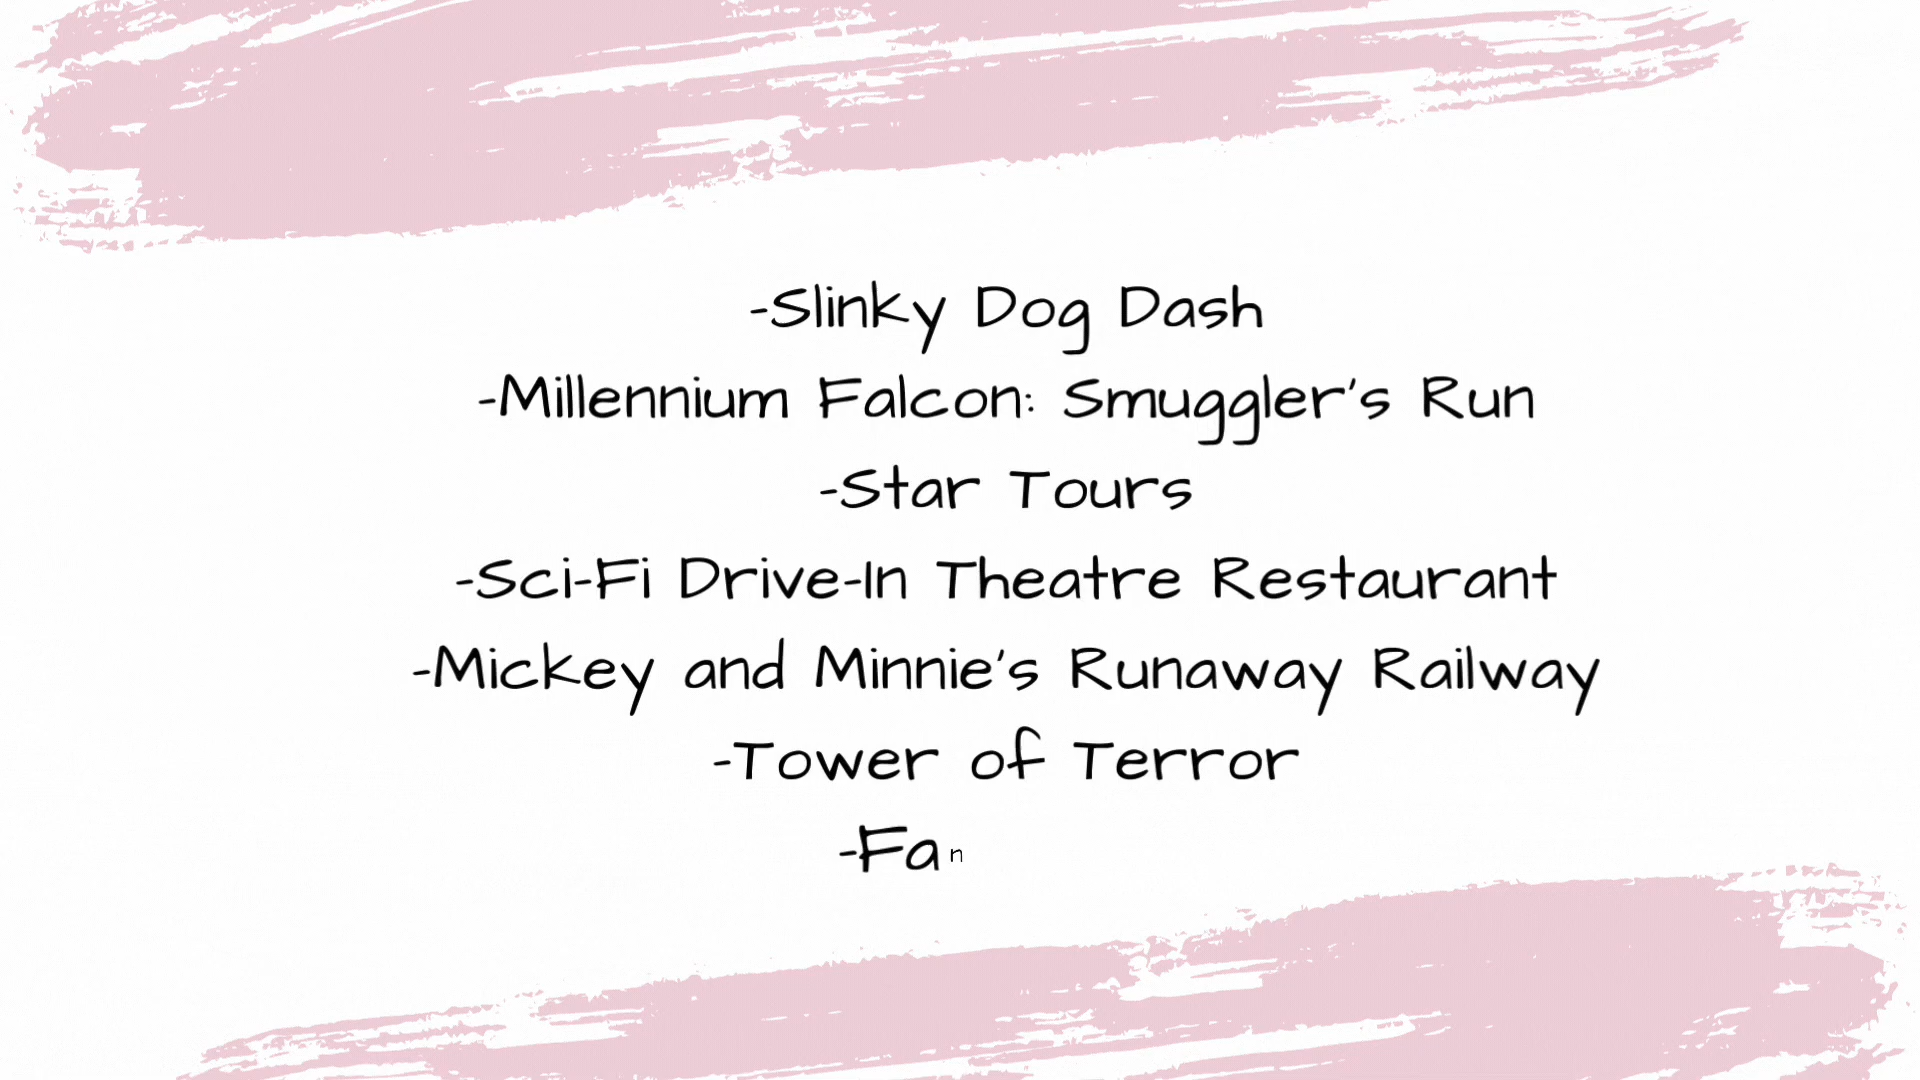 -Slinky Dog Dash
-Millennium Falcon: Smuggler's Run
-Star Tours
-Sci-Fi Drive-In Theatre Restaurant
-Mickey and Minnie's Runaway Railway
-Tower of Terror
-Fan